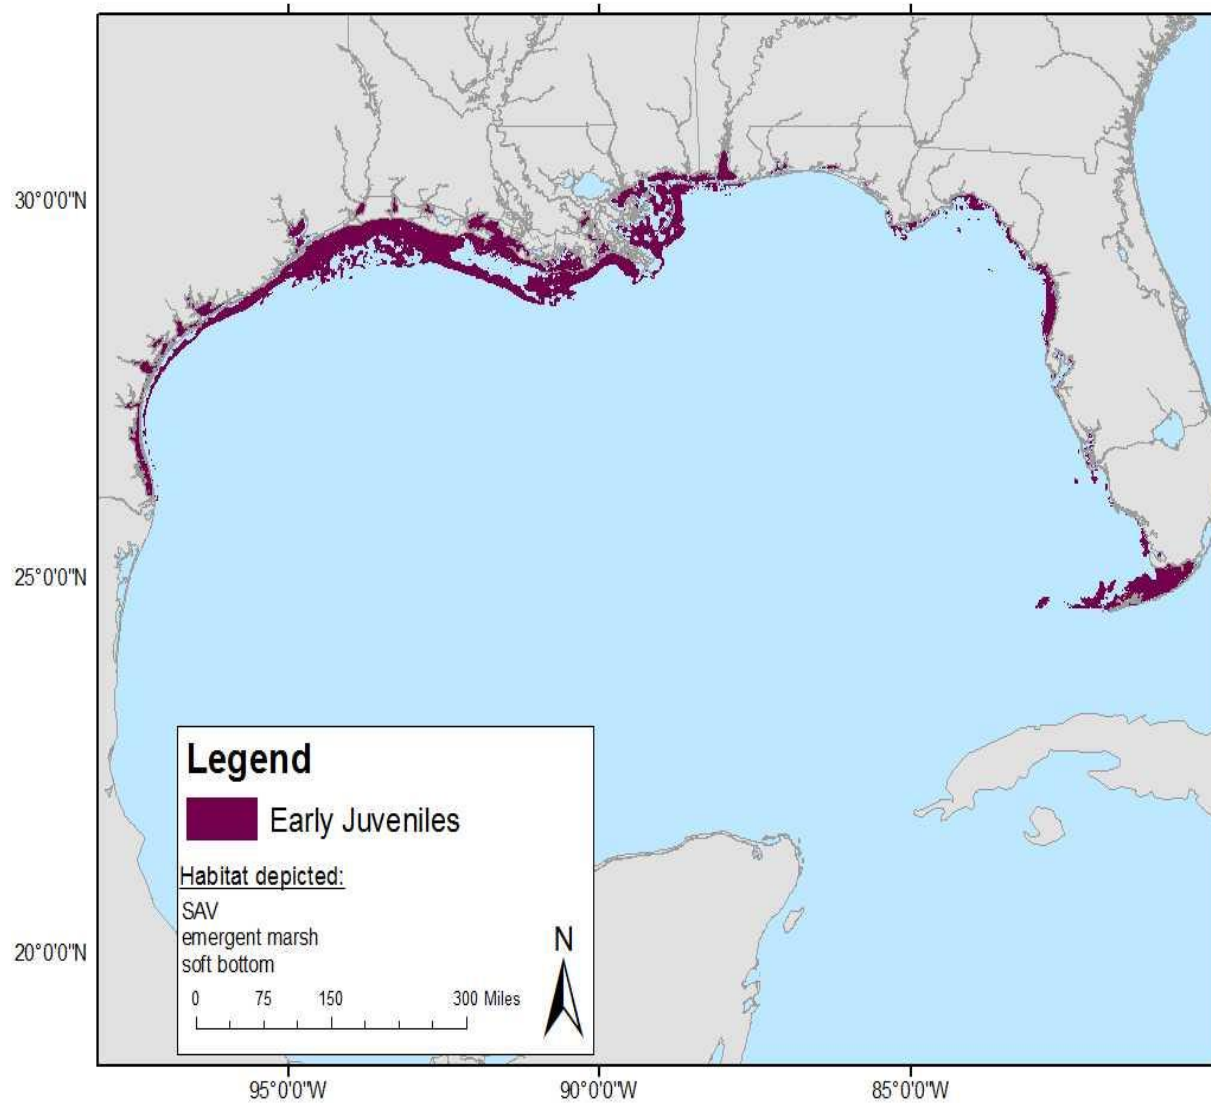 30°0'0"N
25°0'0"N
20°0'0"N
Legend
Early Juveniles
Habitat depicted:
SAV
emergent marsh
soft bottom
N
0 75 150 300 Miles
95°0'0"W 90°0'0"W 85°0'0"W